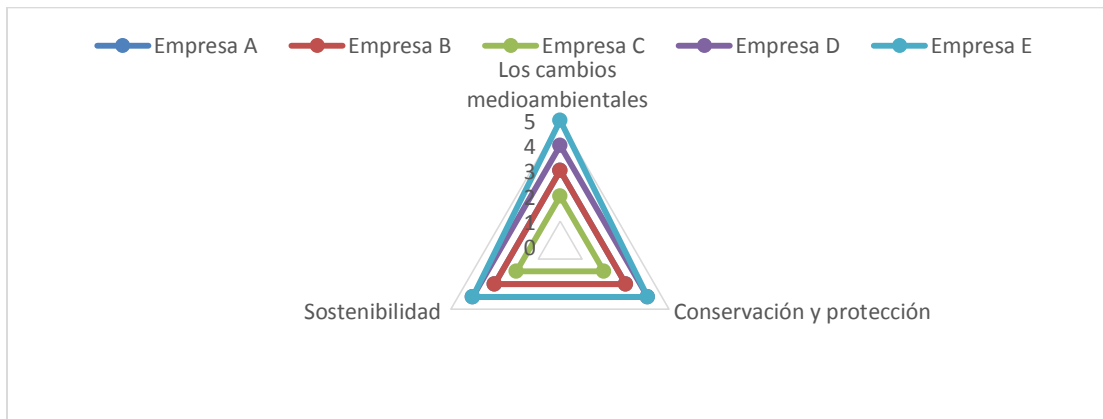 Empresa A Empresa B Empresa C Empresa D Empresa E
Los cambios
medioambientales
5
4
3
2
1
0
Sostenibilidad Conservación y protección